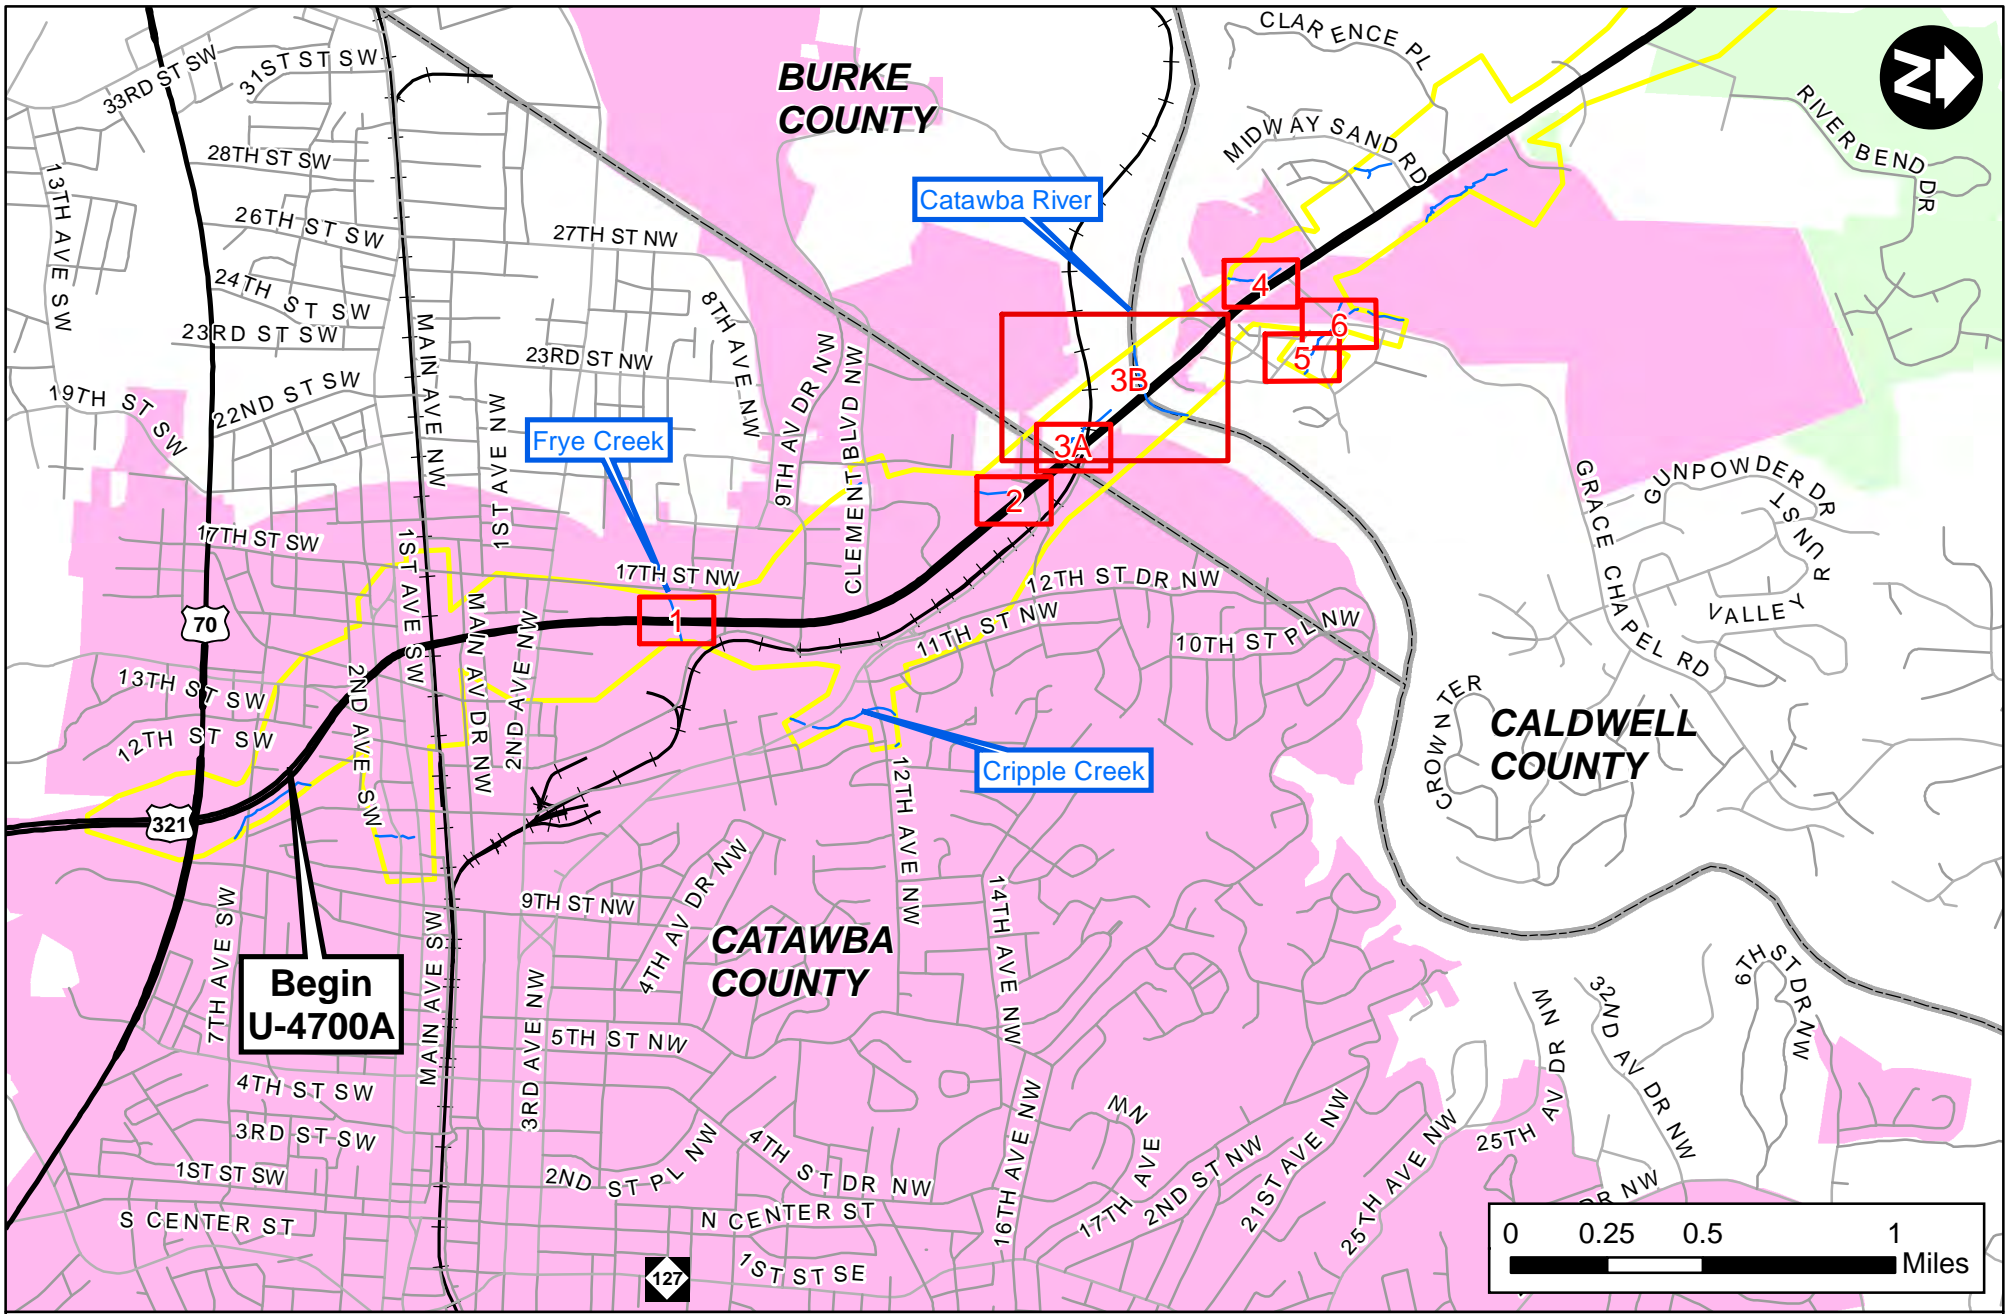 CLARENCE PL
33RD ST SW
31ST ST SW
BURKE
COUNTY
N
RIVERBEND DR
MIDWAY SAND RD
28TH ST SW
13TH AVE SW
Catawba River
26TH ST SW
27TH ST NW
24TH ST SW
8TH AVE NW
4
23RD ST SW
MAIN AVE NW
23RD ST NW
9TH AV DR NW
CLEMENT BLVD NW
6
5
3B
19TH ST SW
22ND ST SW
1ST AVE NW
Frye Creek
3A
2
GRACE CHAPEL RD
GUNPOWDER DR
RUN ST
17TH ST SW
1ST AVE SW
17TH ST NW
12TH ST DR NW
VALLEY
70
1
MAIN AV DR NW
2ND AVE NW
11TH ST NW
10TH ST PL NW
13TH ST SW
2ND AVE SW
12TH ST SW
CROWN TER
CALDWELL
COUNTY
Cripple Creek
12TH AVE NW
321
9TH ST NW
4TH AV DR NW
14TH AVE NW
CATAWBA
COUNTY
7TH AVE SW
Begin
U-4700A
MAIN AVE SW
3RD AVE NW
6TH ST DR NW
32ND AV DR NW
25TH AV DR NW
5TH ST NW
4TH ST SW
3RD ST SW
1ST ST SW
S CENTER ST
2ND ST PL NW
4TH ST DR NW
N CENTER ST
1ST ST SE
16TH AVE NW
17TH AVE NW
2ND ST NW
21ST AVE NW
25TH AVE NW
DR NW
127
0 0.25 0.5 1
Miles